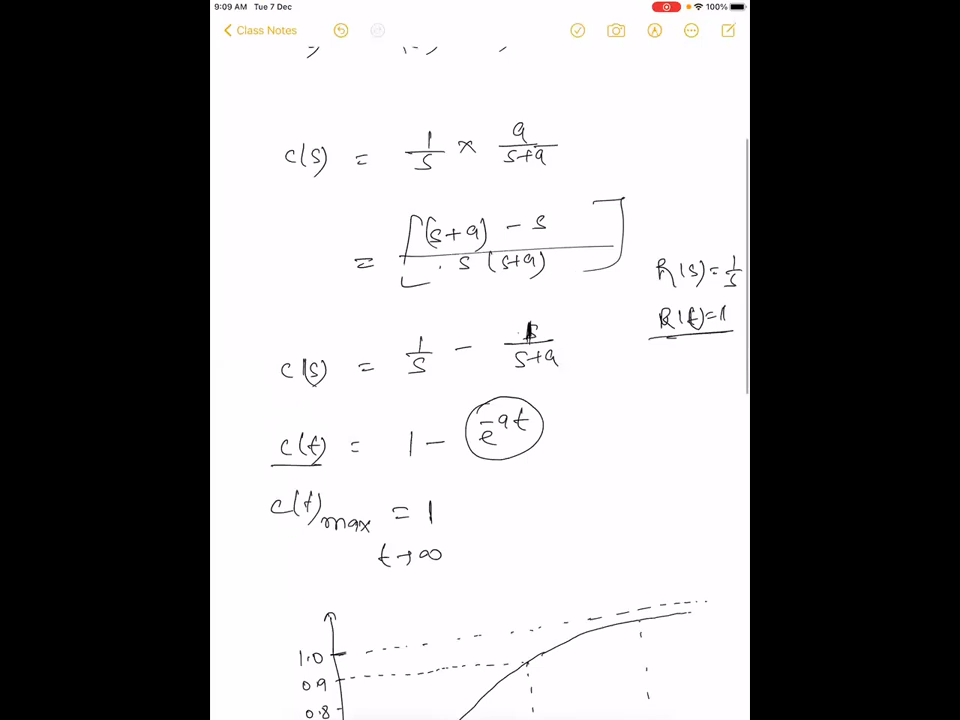 9:09 AM Tue 7 Dec 100%
Class Notes
c(s) = 1/s × a/(s+a)
= [((s+a) - s)/(s(s+a))]
R(s) = 1/s
R(t) = 1
c(s) = 1/s - 1/(s+a)
c(t) = 1 - e^-at
c(t)max = 1
t→∞
1.0
0.9
0.8